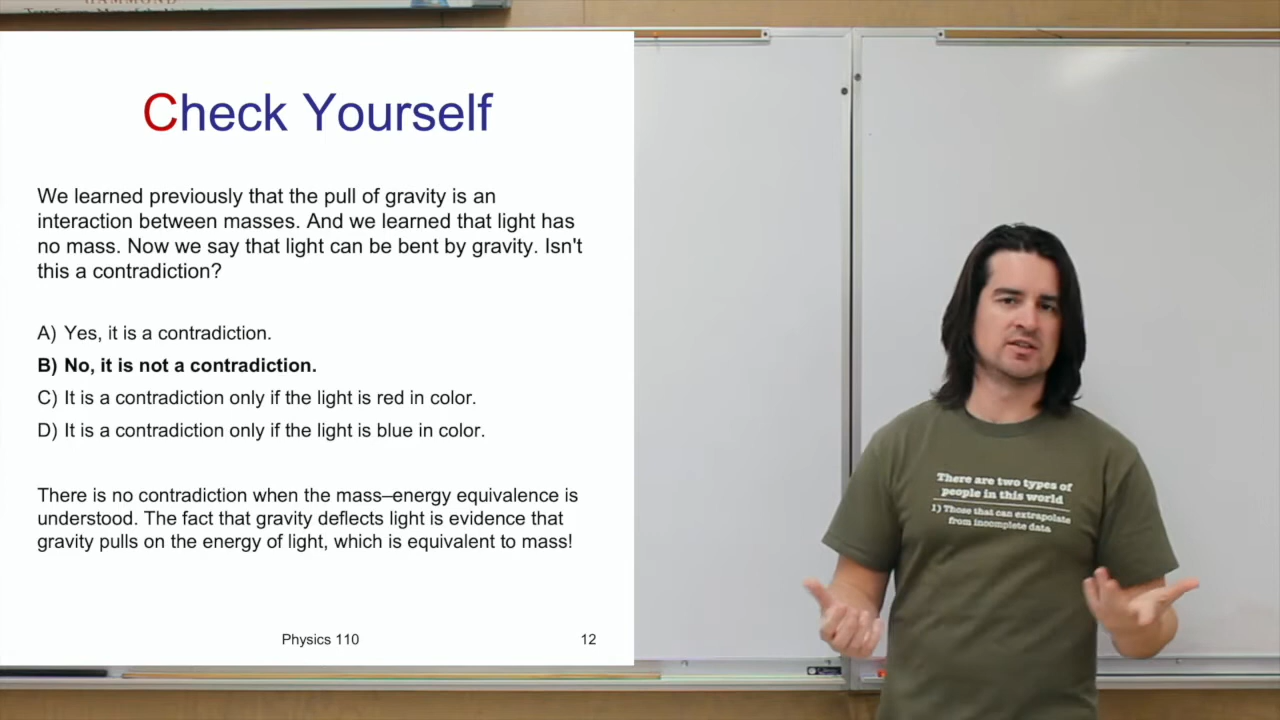 HAMMOND
Check Yourself
We learned previously that the pull of gravity is an
interaction between masses. And we learned that light has
no mass. Now we say that light can be bent by gravity. Isn't
this a contradiction?
A) Yes, it is a contradiction.
B) No, it is not a contradiction.
C) It is a contradiction only if the light is red in color.
D) It is a contradiction only if the light is blue in color.
There is no contradiction when the mass–energy equivalence is
understood. The fact that gravity deflects light is evidence that
gravity pulls on the energy of light, which is equivalent to mass!
Physics 110
12
There are two types of
people in this world
1) Those that can extrapolate
from incomplete data